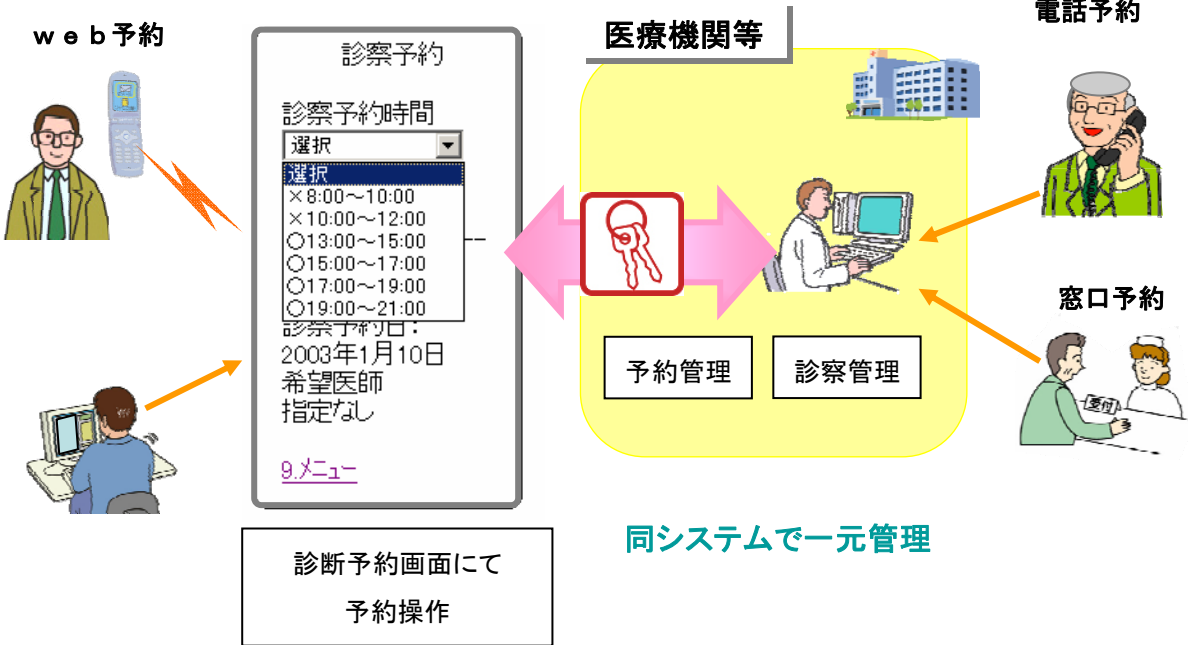 ｗｅｂ予約
診察予約
診察予約時間
選択
選択
×8:00～10:00
×10:00～12:00
○13:00～15:00
○15:00～17:00
○17:00～19:00
○19:00～21:00
診察予約日：
2003年1月10日
希望医師
指定なし
9.メニュー
診断予約画面にて
予約操作
医療機関等
予約管理
診察管理
同システムで一元管理
電話予約
窓口予約
受付